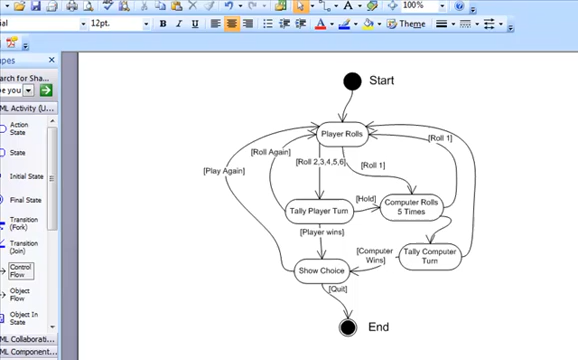 100%
12pt.
B I U
Theme
Start
Player Rolls
[Roll Again]
[Roll 2,3,4,5,6]
[Roll 1]
[Roll 1]
[Play Again]
[Hold]
Tally Player Turn
Computer Rolls
5 Times
[Player wins]
[Computer
Wins]
Tally Computer
Turn
Show Choice
[Quit]
End
arch for Sha...
ML Activity (U...
Action
State
State
Initial State
Final State
Transition
(Fork)
Transition
(Join)
Control
Flow
Object
Flow
Object In
State
ML Collaborati...
ML Component...